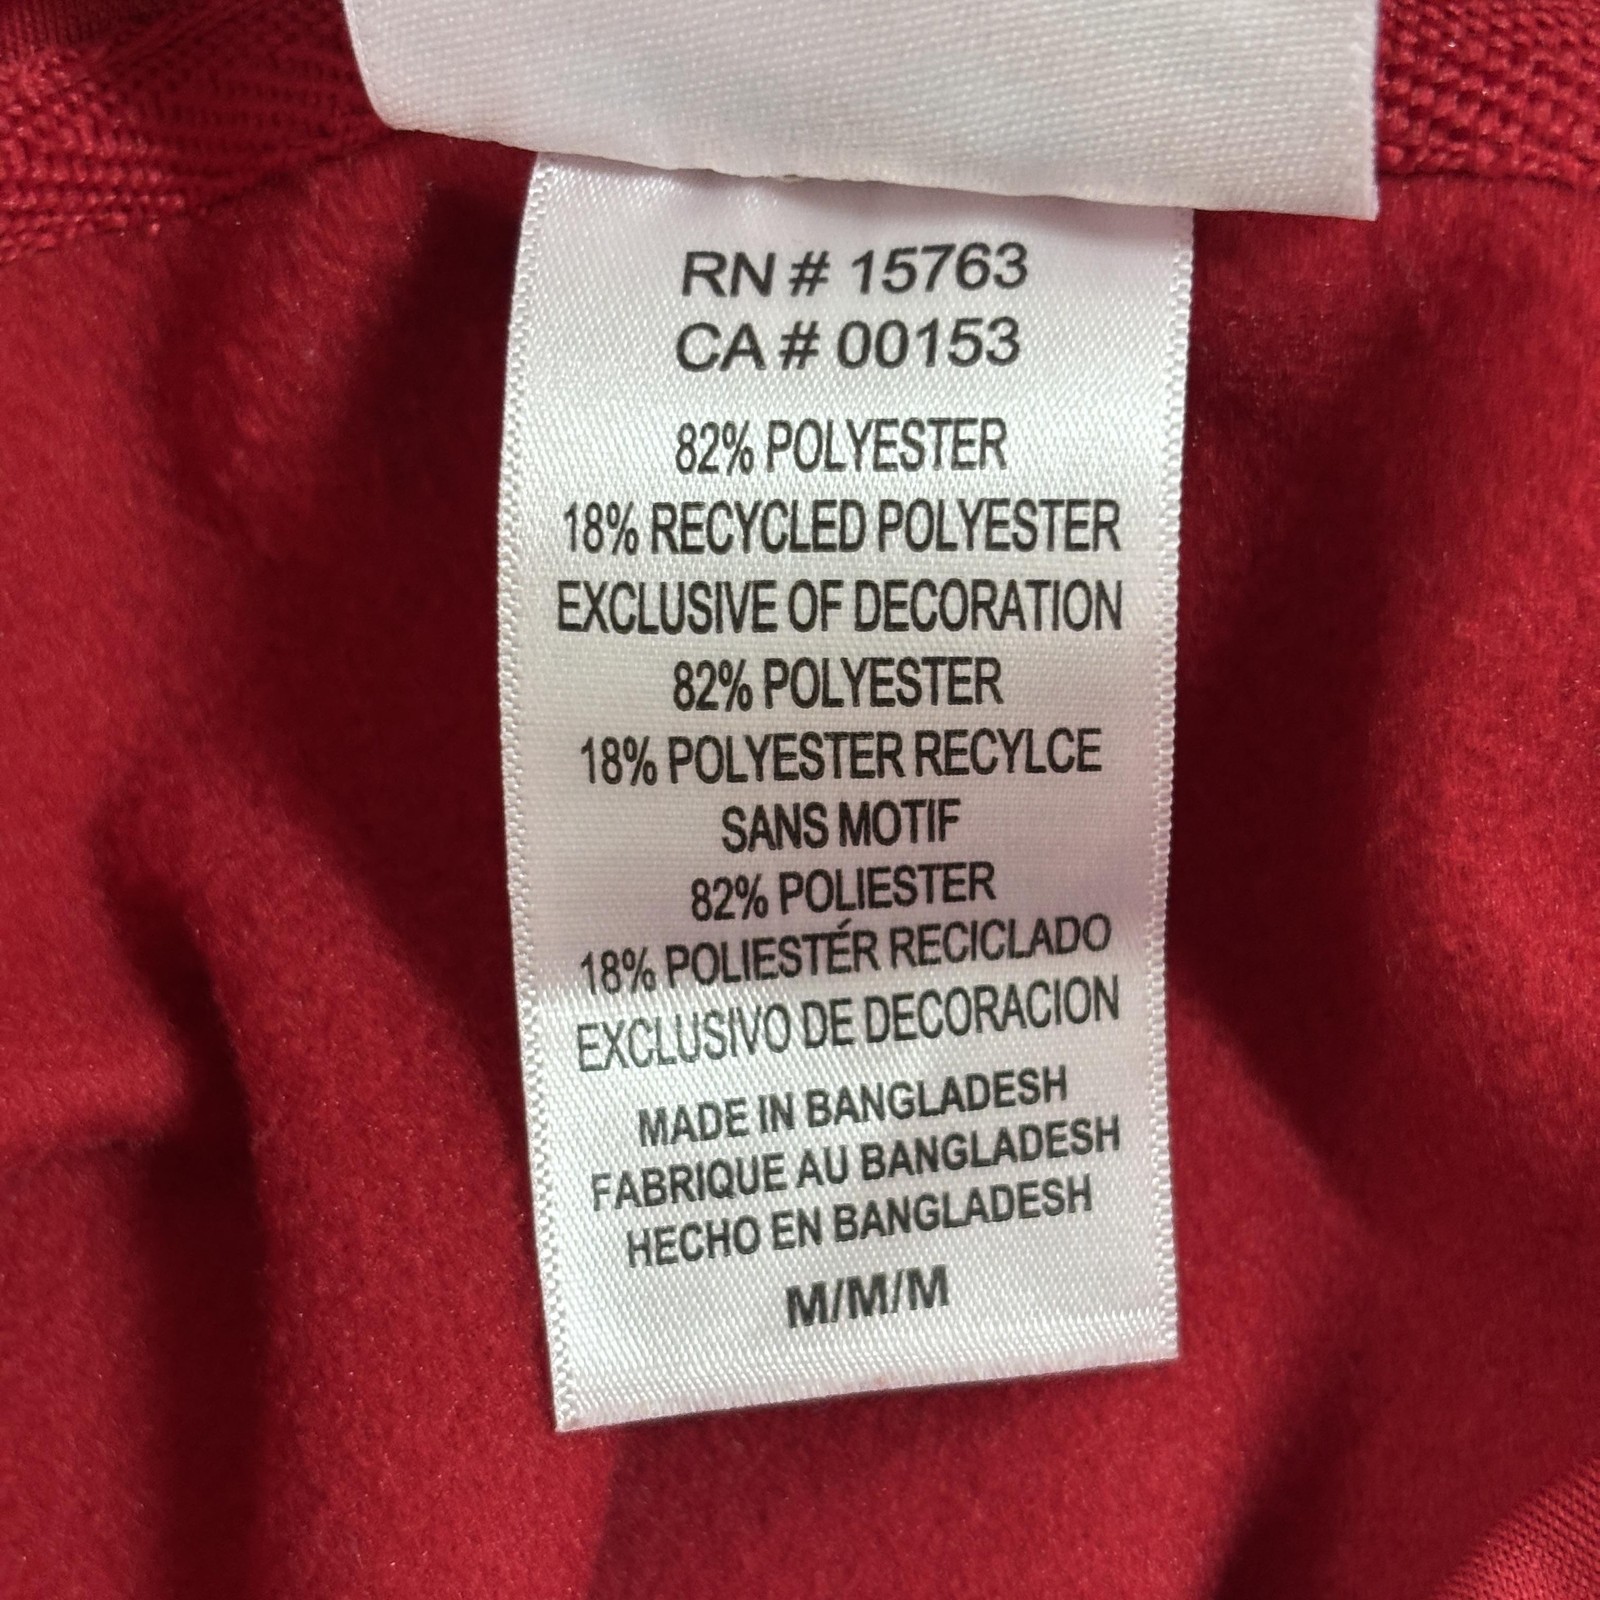 RN # 15763
CA # 00153
82% POLYESTER
18% RECYCLED POLYESTER
EXCLUSIVE OF DECORATION
82% POLYESTER
18% POLYESTER RECYLCE
SANS MOTIF
82% POLIESTER
18% POLIESTÉR RECICLADO
EXCLUSIVO DE DECORACION
MADE IN BANGLADESH
FABRIQUE AU BANGLADESH
HECHO EN BANGLADESH
M/M/M